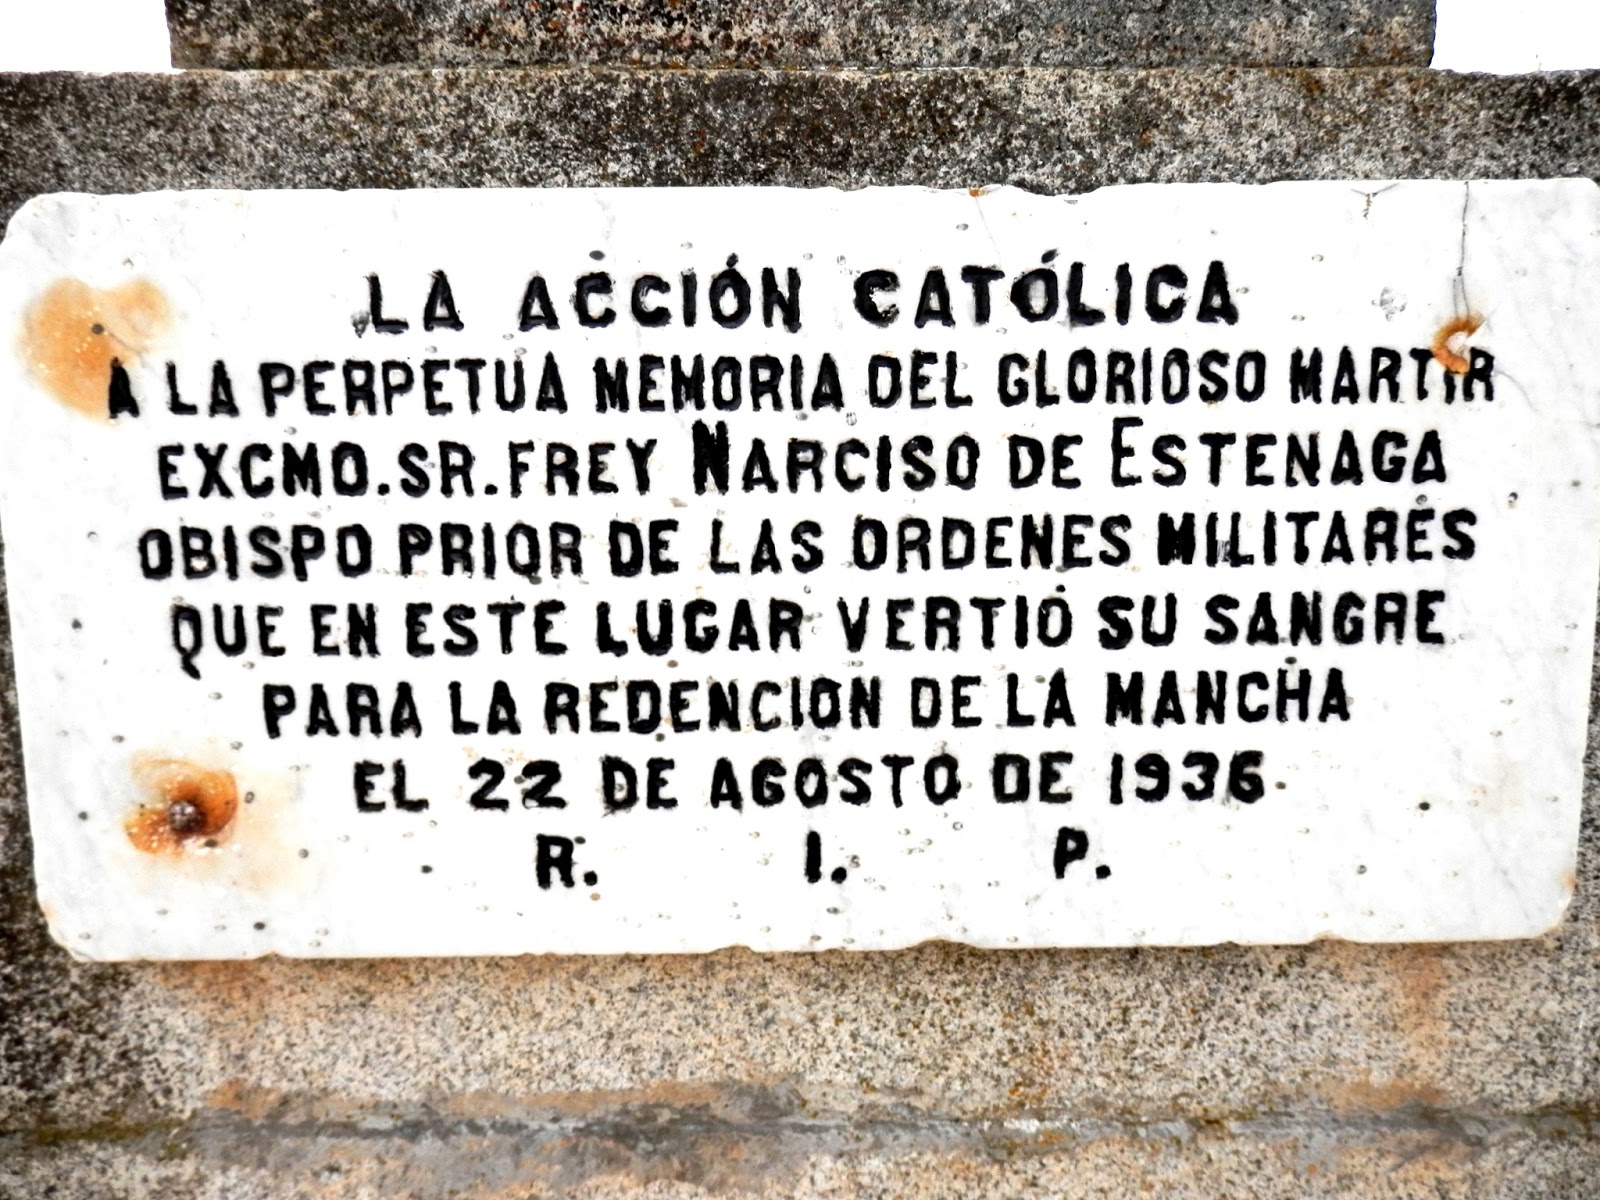 LA ACCIÓN CATÓLICA
A LA PERPETUA MEMORIA DEL GLORIOSO MARTIR
EXCMO.SR.FREY NARCISO DE ESTENAGA
OBISPO PRIOR DE LAS ORDENES MILITARES
QUE EN ESTE LUGAR VERTIÓ SU SANGRE
PARA LA REDENCION DE LA MANCHA
EL 22 DE AGOSTO DE 1936.
R. I. P.